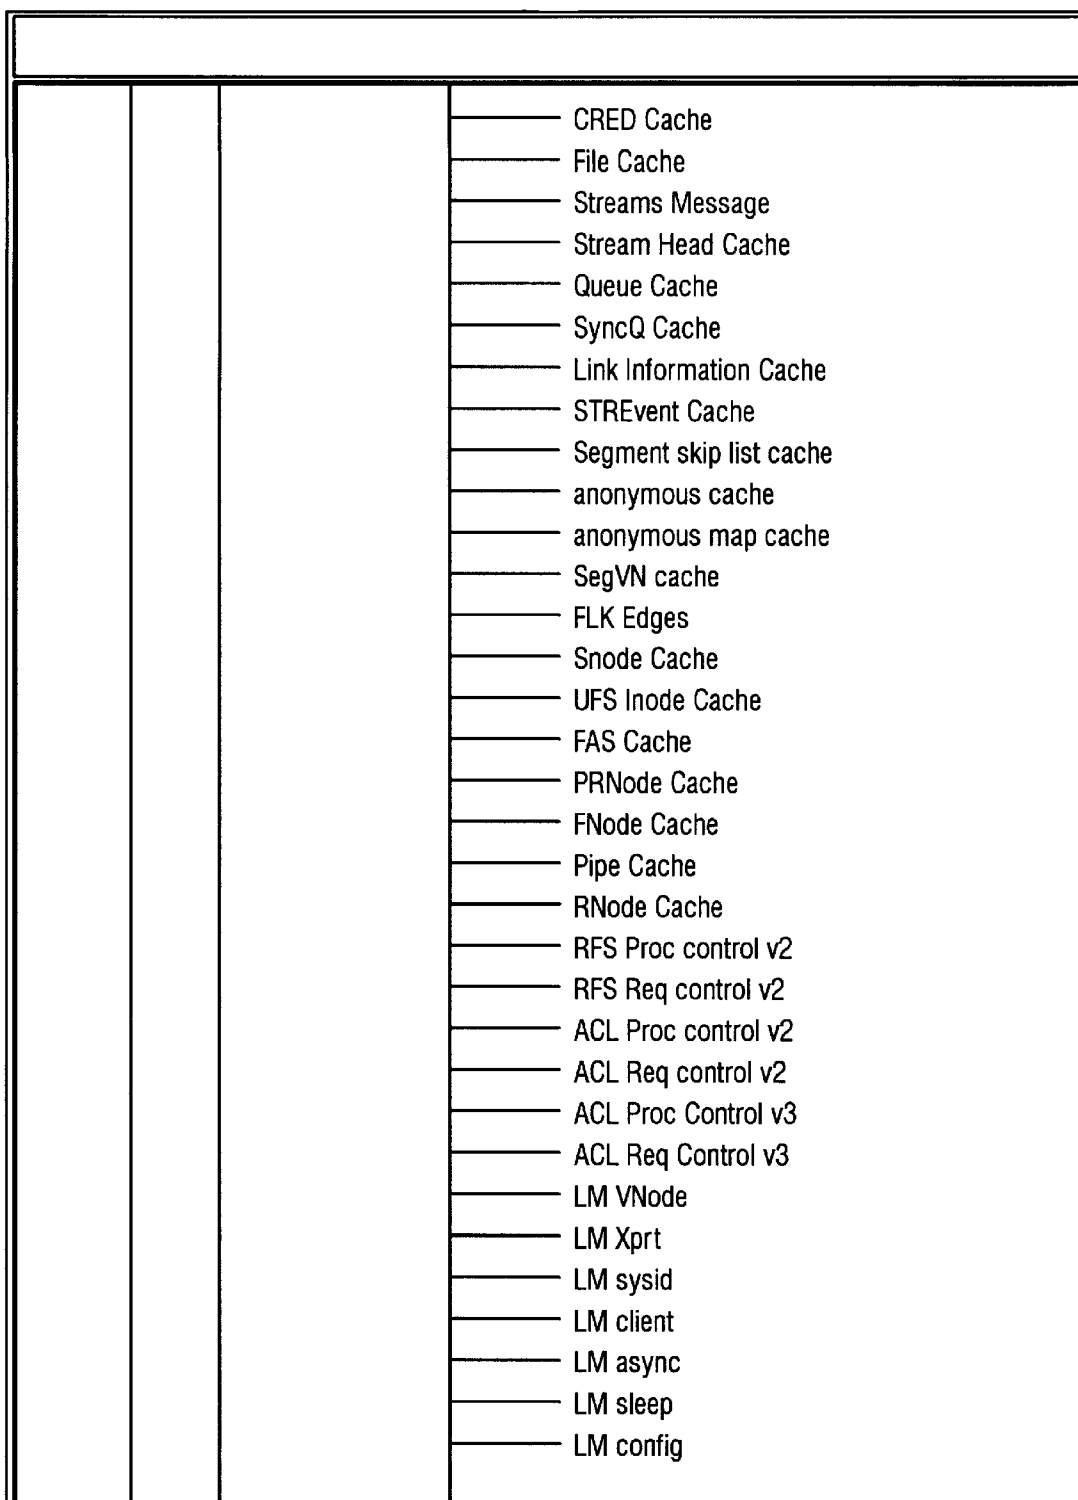 CRED Cache
File Cache
Streams Message
Stream Head Cache
Queue Cache
SyncQ Cache
Link Information Cache
STREvent Cache
Segment skip list cache
anonymous cache
anonymous map cache
SegVN cache
FLK Edges
Snode Cache
UFS Inode Cache
FAS Cache
PRNode Cache
FNode Cache
Pipe Cache
RNode Cache
RFS Proc control v2
RFS Req control v2
ACL Proc control v2
ACL Req control v2
ACL Proc Control v3
ACL Req Control v3
LM VNode
LM Xprt
LM sysid
LM client
LM async
LM sleep
LM config